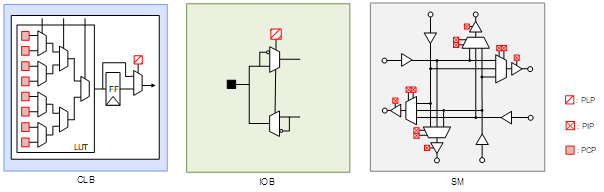 FF
LUT
CLB
IOB
SM
: PLP
: PIP
: PCP